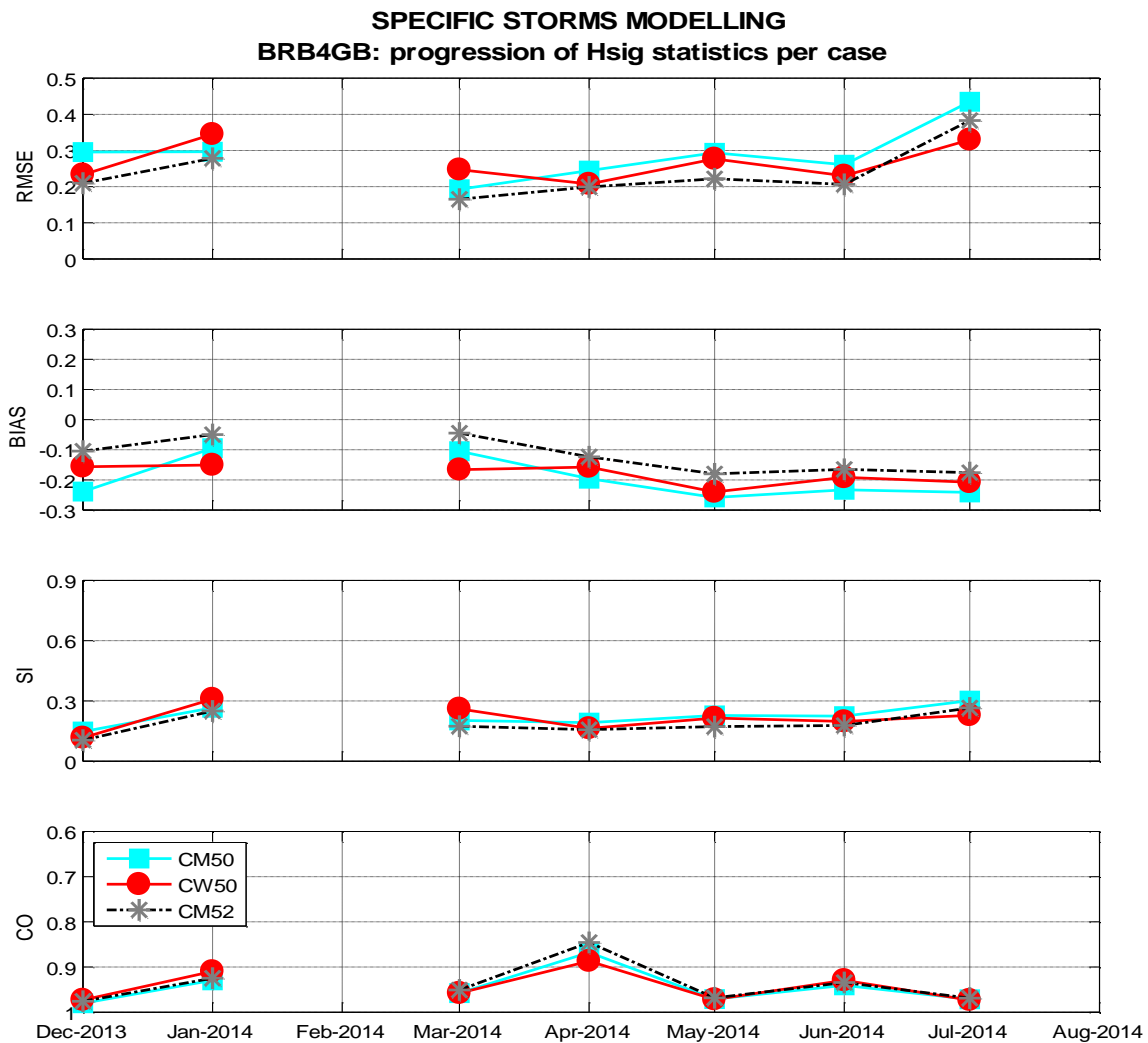 SPECIFIC STORMS MODELLING
BRB4GB: progression of Hsig statistics per case
0.5
0.4
0.3
0.2
0.1
0
RMSE
0.3
0.2
0.1
0
-0.1
-0.2
-0.3
BIAS
0.9
0.6
0.3
0
SI
0.6
0.7
0.8
0.9
1
CO
CM50
CW50
CM52
Dec-2013 Jan-2014 Feb-2014 Mar-2014 Apr-2014 May-2014 Jun-2014 Jul-2014 Aug-2014